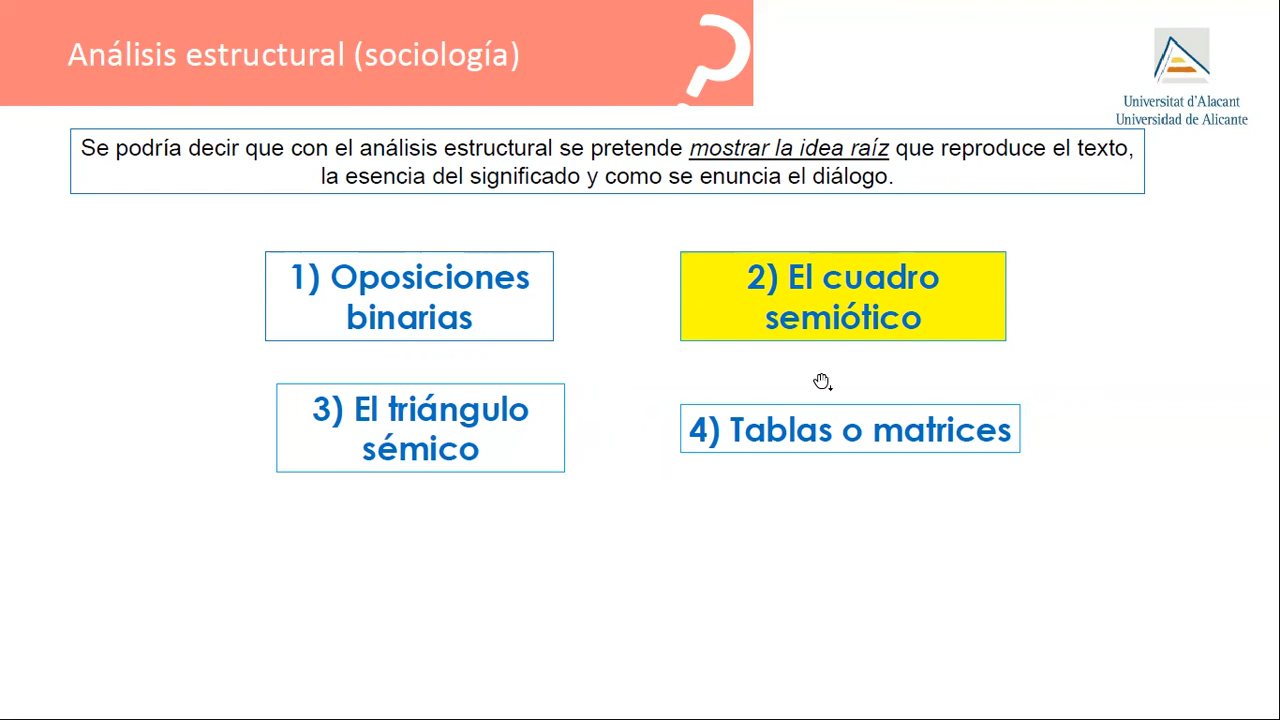 Análisis estructural (sociología)
Universitat d'Alacant
Universidad de Alicante
Se podría decir que con el análisis estructural se pretende mostrar la idea raíz que reproduce el texto,
la esencia del significado y como se enuncia el diálogo.
1) Oposiciones
binarias
2) El cuadro
semiótico
3) El triángulo
sémico
4) Tablas o matrices